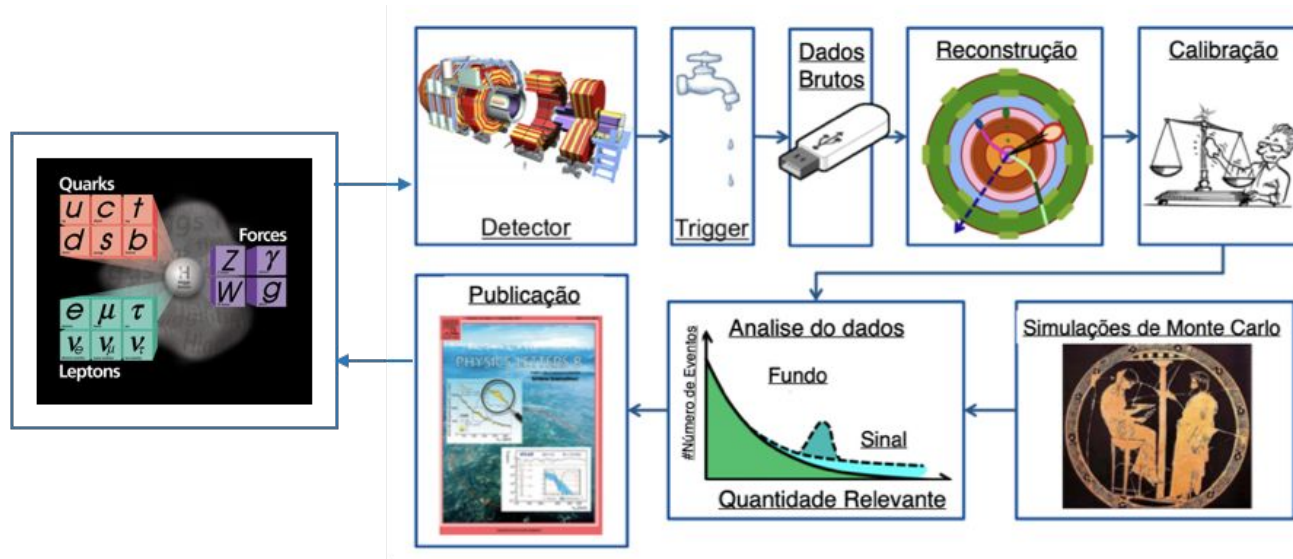 Quarks
u c t
d s b
Forces
Z γ
W g
H
e μ τ
νe νμ ντ
Leptons
Detector
Trigger
Dados
Brutos
Reconstrução
Calibração
Publicação
PHYSICS LETTERS B
Analise do dados
#Número de Eventos
Fundo
Sinal
Quantidade Relevante
Simulações de Monte Carlo